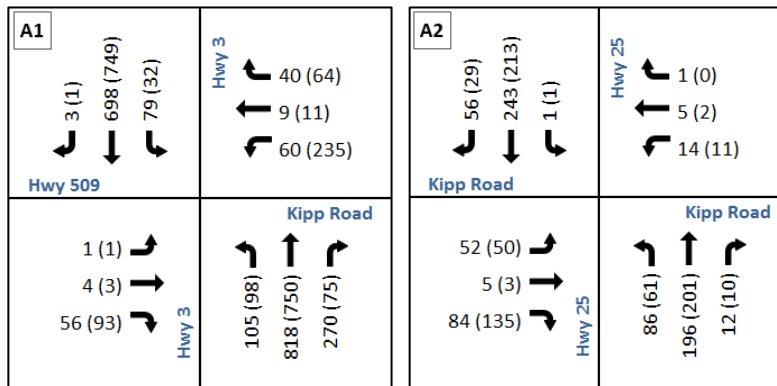 A1
3 (1)
698 (749)
79 (32)
Hwy 509
Hwy 3
40 (64)
9 (11)
60 (235)
1 (1)
4 (3)
56 (93)
Hwy 3
Kipp Road
105 (98)
818 (750)
270 (75)
A2
56 (29)
243 (213)
1 (1)
Kipp Road
Hwy 25
1 (0)
5 (2)
14 (11)
52 (50)
5 (3)
84 (135)
Hwy 25
Kipp Road
86 (61)
196 (201)
12 (10)